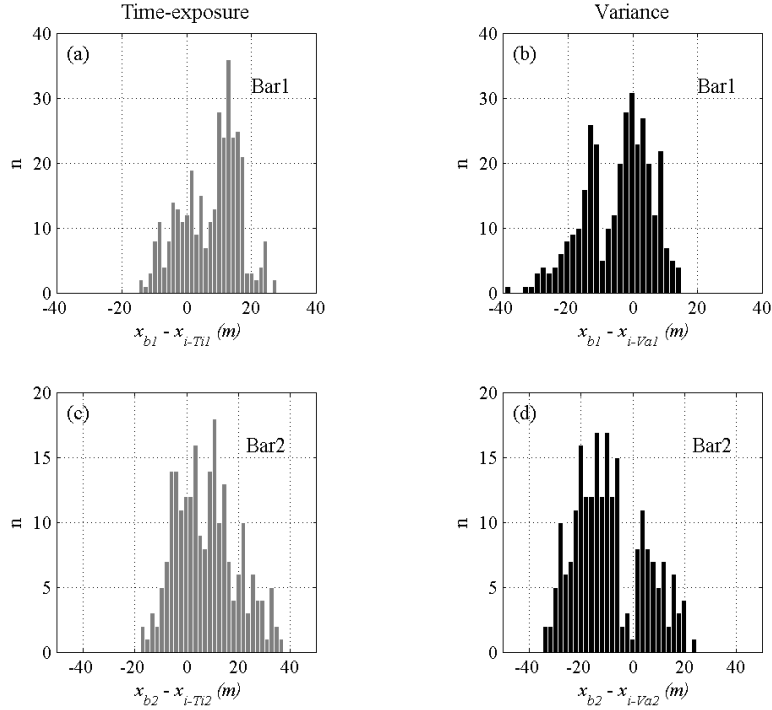 Time-exposure
Variance
(a)
Bar1
n
40
30
20
10
0
-40 -20 0 20 40
x_b1 - x_i-Ti1 (m)
(b)
Bar1
n
40
30
20
10
0
-40 -20 0 20 40
x_b1 - x_i-Va1 (m)
(c)
Bar2
n
20
15
10
5
0
-40 -20 0 20 40
x_b2 - x_i-Ti2 (m)
(d)
Bar2
n
20
15
10
5
0
-40 -20 0 20 40
x_b2 - x_i-Va2 (m)